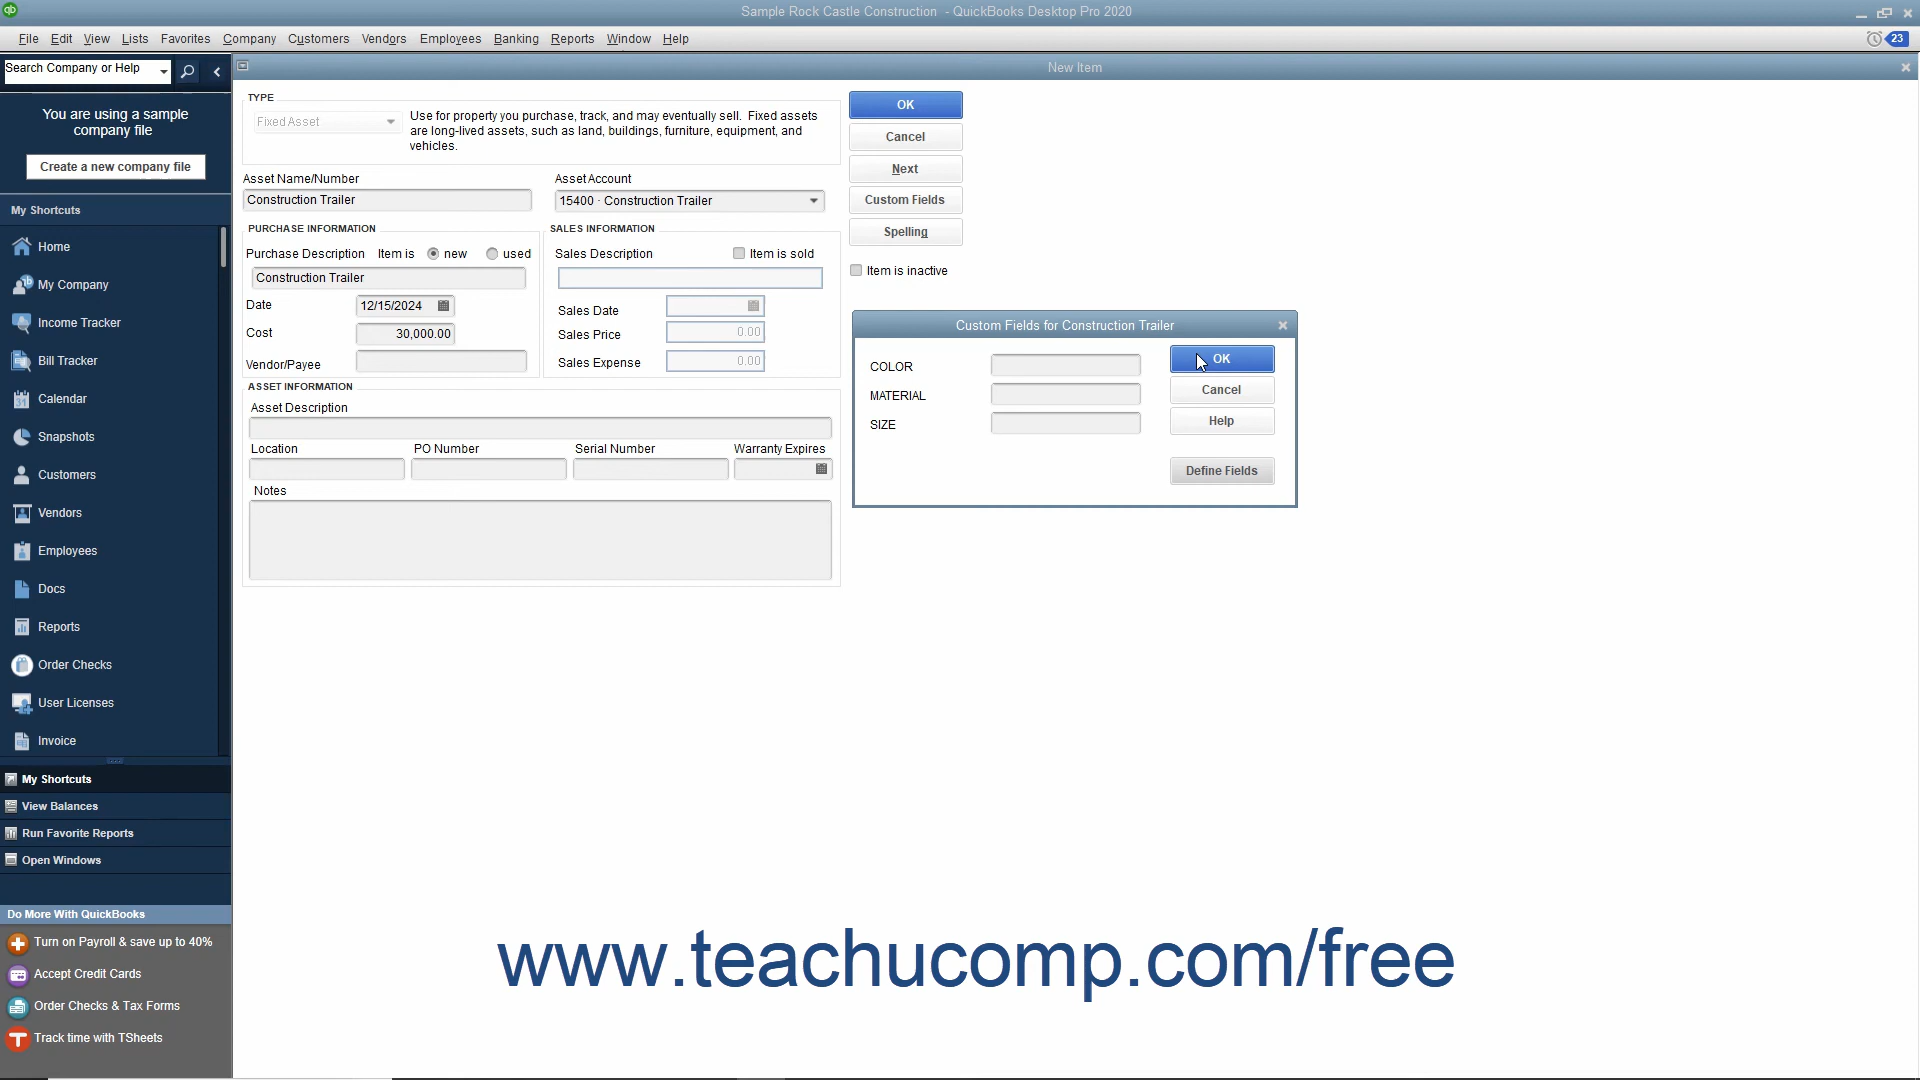 Sample Rock Castle Construction - QuickBooks Desktop Pro 2020
File Edit View Lists Favorites Company Customers Vendors Employees Banking Reports Window Help
23
Search Company or Help
New Item
You are using a sample
company file
Create a new company file
My Shortcuts
Home
My Company
Income Tracker
Bill Tracker
Calendar
Snapshots
Customers
Vendors
Employees
Docs
Reports
Order Checks
User Licenses
Invoice
My Shortcuts
View Balances
Run Favorite Reports
Open Windows
Do More With QuickBooks
Turn on Payroll & save up to 40%
Accept Credit Cards
Order Checks & Tax Forms
Track time with TSheets
TYPE
Fixed Asset
Use for property you purchase, track, and may eventually sell. Fixed assets
are long-lived assets, such as land, buildings, furniture, equipment, and
vehicles.
Asset Name/Number
Construction Trailer
Asset Account
15400 · Construction Trailer
PURCHASE INFORMATION
Purchase Description Item is new used
Construction Trailer
Date 12/15/2024
Cost 30,000.00
Vendor/Payee
SALES INFORMATION
Sales Description Item is sold
Sales Date
Sales Price 0.00
Sales Expense 0.00
ASSET INFORMATION
Asset Description
Location PO Number Serial Number Warranty Expires
Notes
OK
Cancel
Next
Custom Fields
Spelling
Item is inactive
Custom Fields for Construction Trailer
COLOR
MATERIAL
SIZE
OK
Cancel
Help
Define Fields
www.teachucomp.com/free